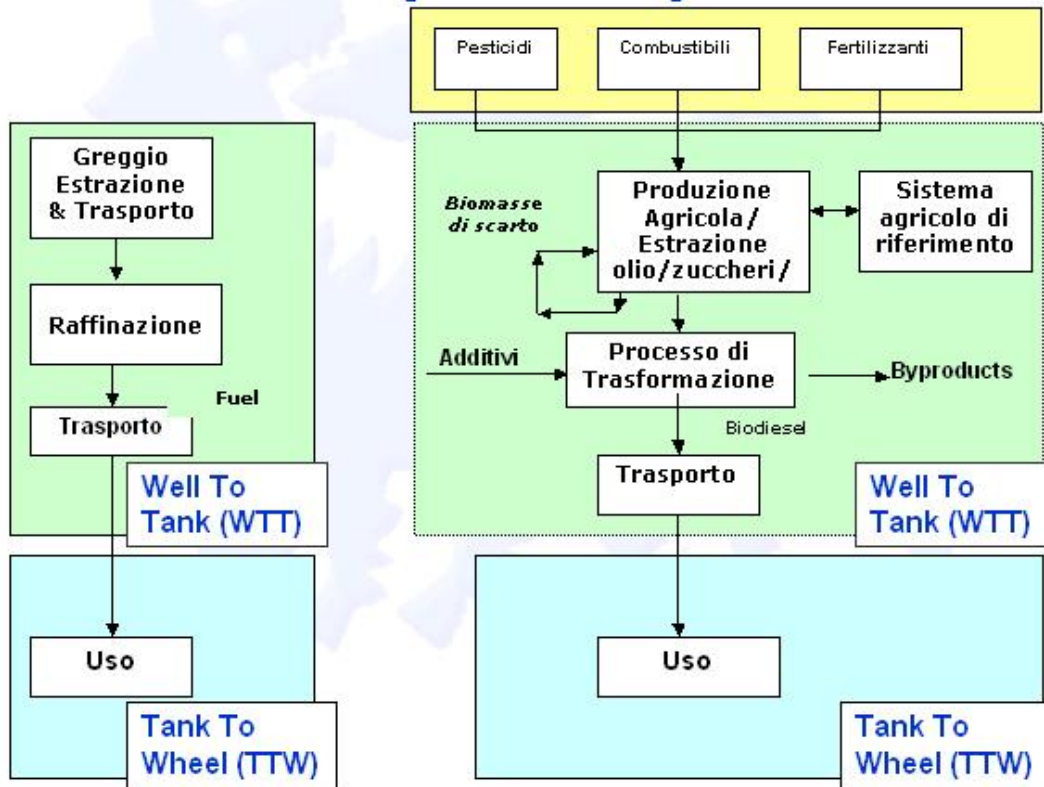 Pesticidi
Combustibili
Fertilizzanti
Greggio
Estrazione
& Trasporto
Raffinazione
Fuel
Trasporto
Well To
Tank (WTT)
Uso
Tank To
Wheel (TTW)
Biomasse
di scarto
Produzione
Agricola/
Estrazione
olio/zuccheri/
Sistema
agricolo di
riferimento
Additivi
Processo di
Trasformazione
Byproducts
Biodiesel
Trasporto
Well To
Tank (WTT)
Uso
Tank To
Wheel (TTW)